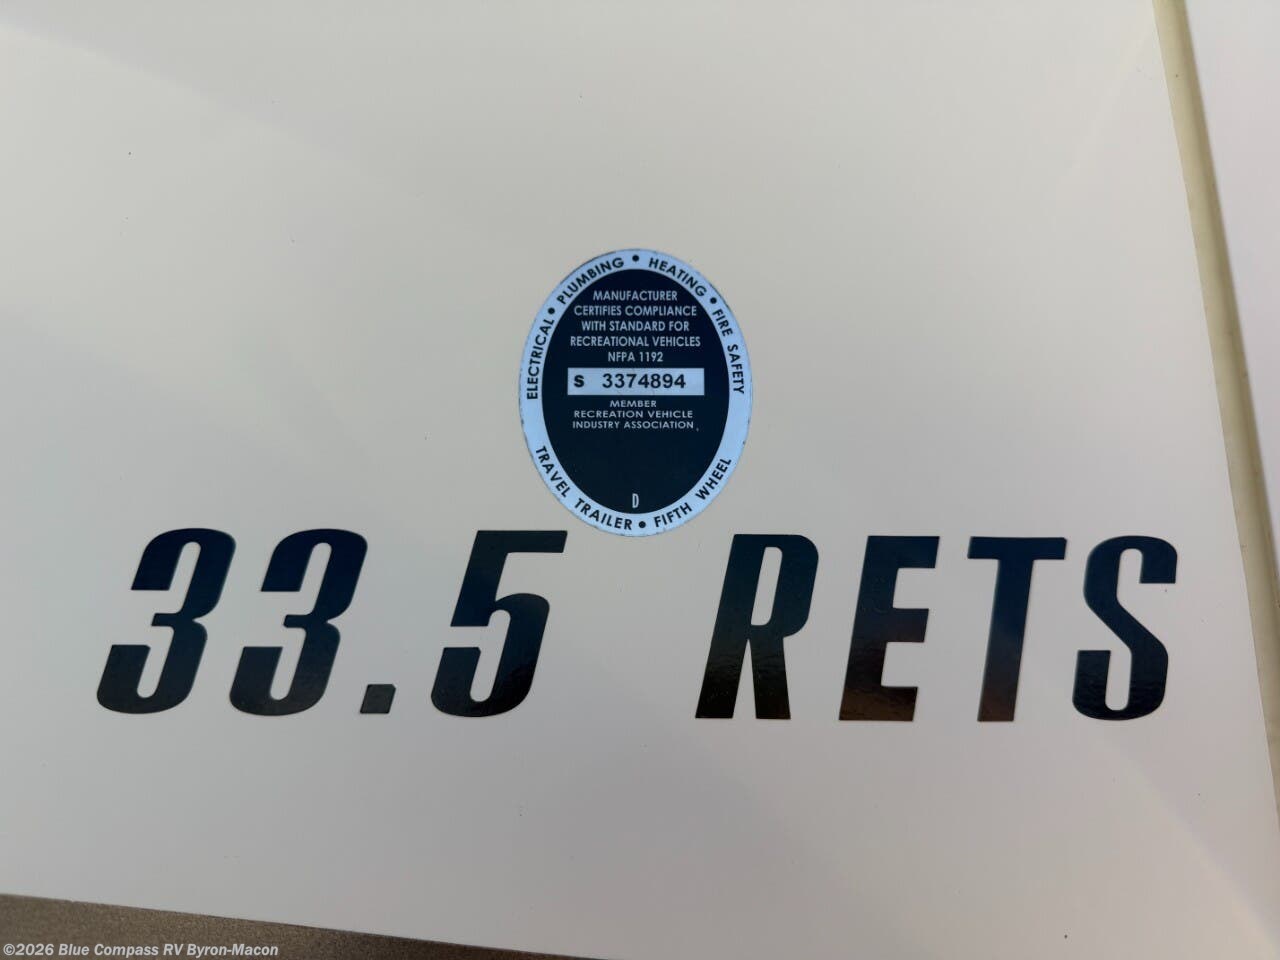 ELECTRICAL • PLUMBING • HEATING • FIRE SAFETY
MANUFACTURER
CERTIFIES COMPLIANCE
WITH STANDARD FOR
RECREATIONAL VEHICLES
NFPA 1192
S 3374894
MEMBER
RECREATION VEHICLE
INDUSTRY ASSOCIATION
D
TRAVEL TRAILER • FIFTH WHEEL
33.5 RETS
©2026 Blue Compass RV Byron-Macon